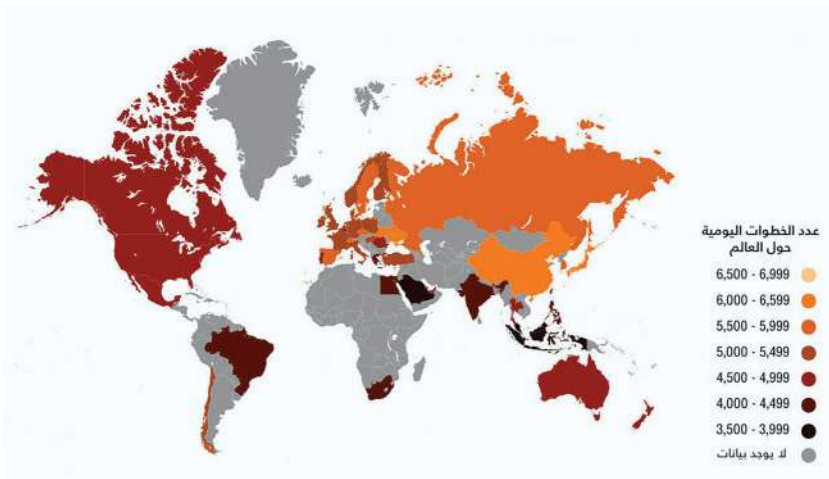 عدد الخطوات اليومية
حول العالم
6,500 - 6,999
6,000 - 6,599
5,500 - 5,999
5,000 - 5,499
4,500 - 4,999
4,000 - 4,499
3,500 - 3,999
لا يوجد بيانات